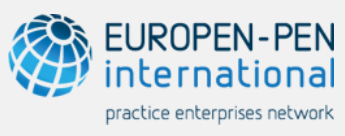 EUROPEN-PEN
international
practice enterprises network